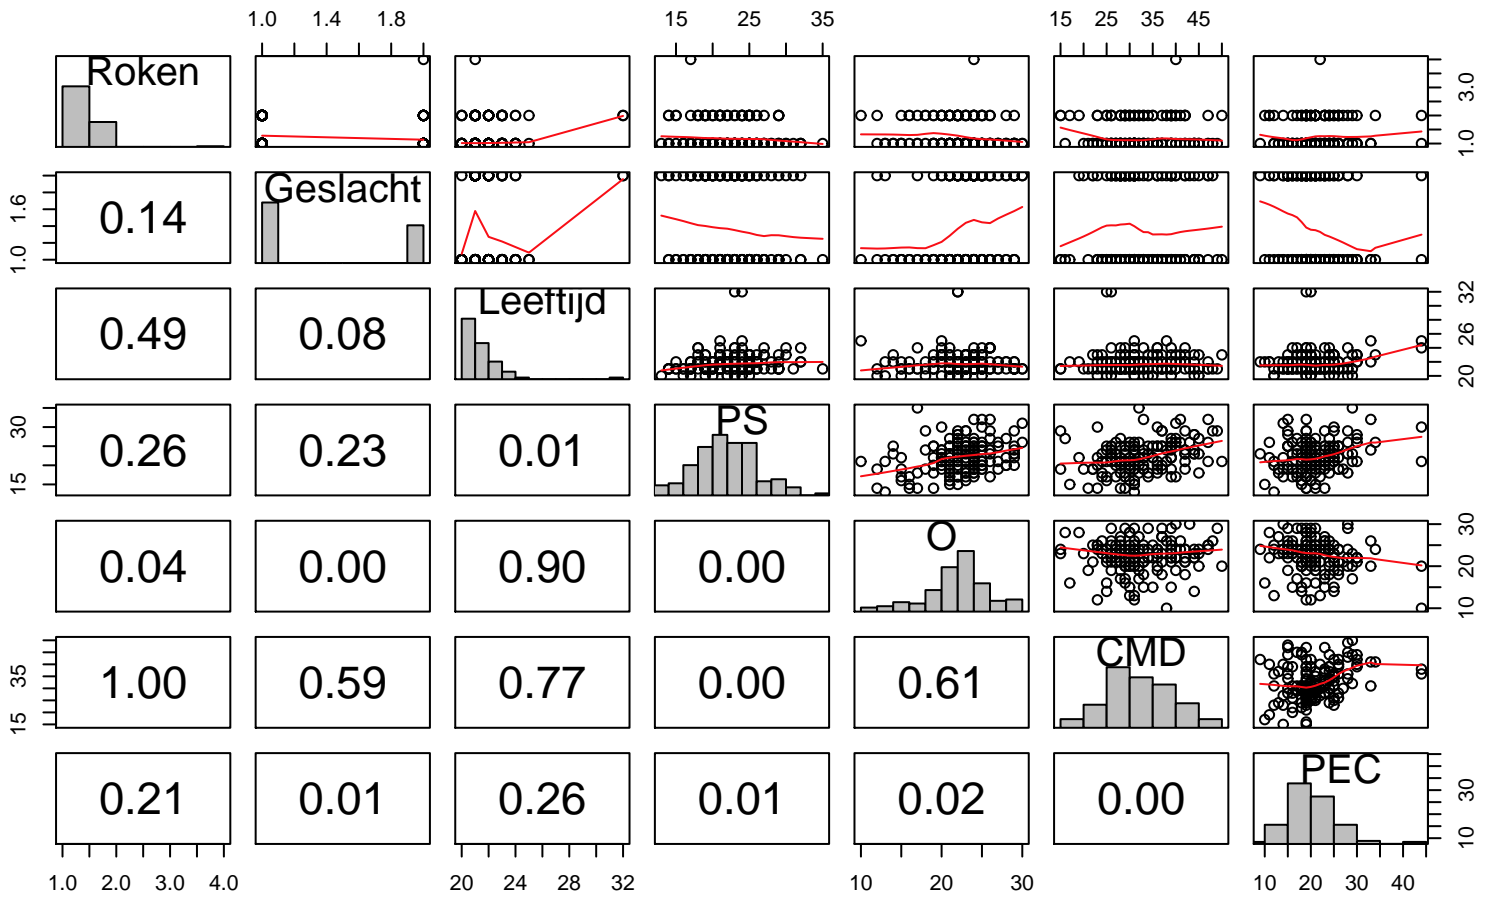 1.0 1.4 1.8 15 25 35 15 25 35 45
Roken 1.0 3.0
1.0 1.6 0.14 Geslacht
0.49 0.08 Leeftijd 20 26 32
15 30 0.26 0.23 0.01 PS
0.04 0.00 0.90 0.00 O 10 20 30
15 35 1.00 0.59 0.77 0.00 0.61 CMD
0.21 0.01 0.26 0.01 0.02 0.00 PEC 10 30
1.0 2.0 3.0 4.0 20 24 28 32 10 20 30 10 20 30 40